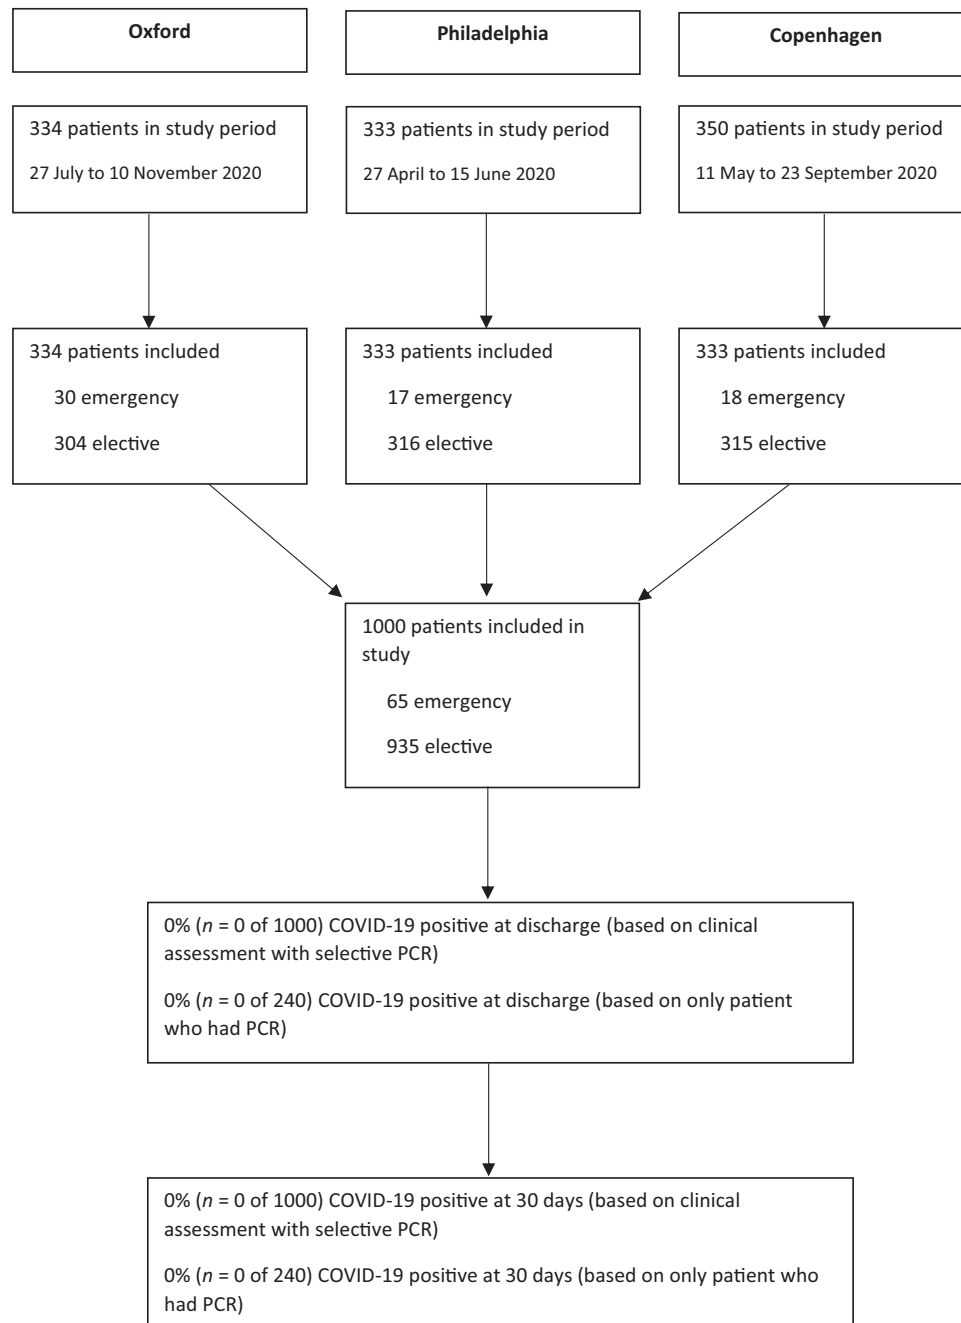 Oxford
Philadelphia
Copenhagen
334 patients in study period
27 July to 10 November 2020
333 patients in study period
27 April to 15 June 2020
350 patients in study period
11 May to 23 September 2020
334 patients included
30 emergency
304 elective
333 patients included
17 emergency
316 elective
333 patients included
18 emergency
315 elective
1000 patients included in
study
65 emergency
935 elective
0% (n = 0 of 1000) COVID-19 positive at discharge (based on clinical
assessment with selective PCR)
0% (n = 0 of 240) COVID-19 positive at discharge (based on only patient
who had PCR)
0% (n = 0 of 1000) COVID-19 positive at 30 days (based on clinical
assessment with selective PCR)
0% (n = 0 of 240) COVID-19 positive at 30 days (based on only patient who
had PCR)